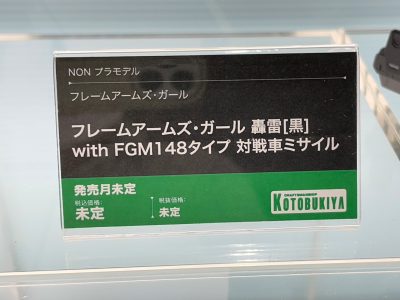 NON プラモデル
フレームアームズ・ガール
フレームアームズ・ガール 轟雷[黒]
with FGM148タイプ 対戦車ミサイル
発売月未定
税込価格:
未定
税抜価格:
未定
CRAFTSMANSHIP
KOTOBUKIYA